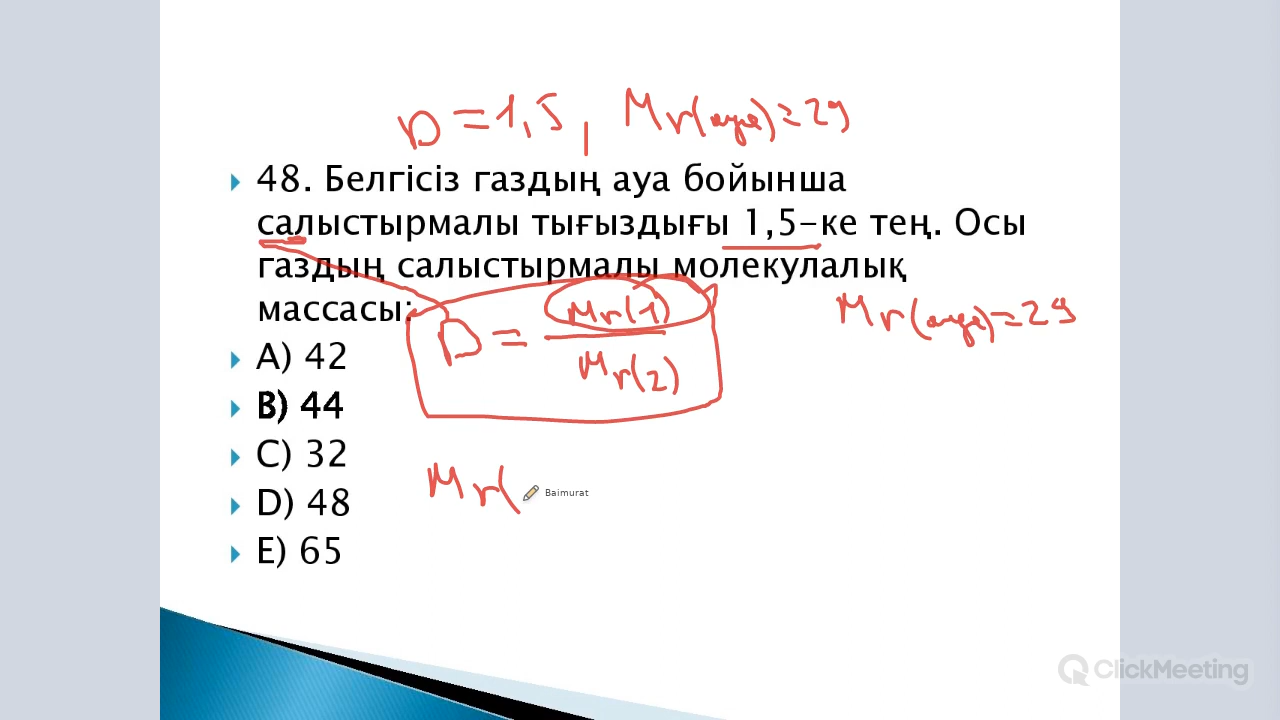 D = 1,5, Mr(ауа) = 29
48. Белгісіз газдың ауа бойынша
салыстырмалы тығыздығы 1,5-ке тең. Осы
газдың салыстырмалы молекулалық
массасы:
D = Mr(1)
Mr(2)
Mr(ауа) = 29
A) 42
B) 44
C) 32
D) 48
E) 65
Mr(
Baimurat
ClickMeeting